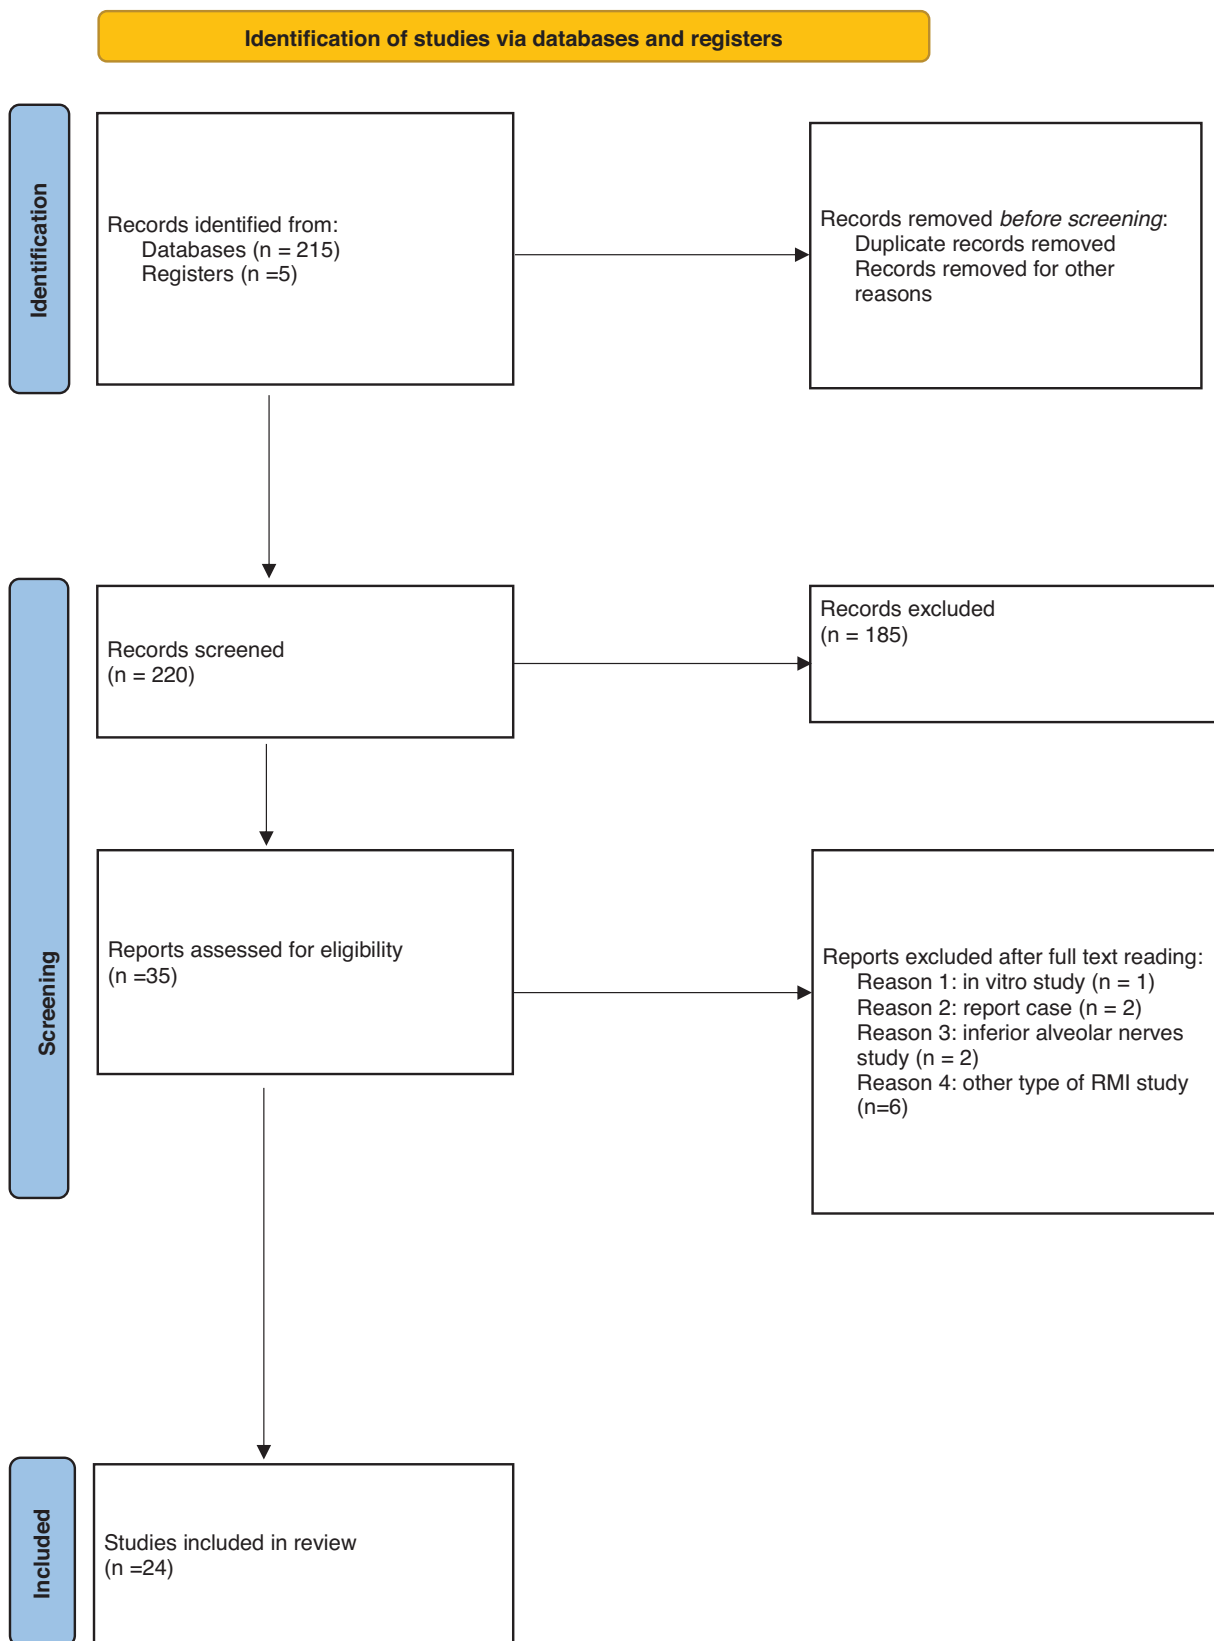 Identification of studies via databases and registers
Identification
Records identified from:
Databases (n = 215)
Registers (n =5)
Records removed before screening:
Duplicate records removed
Records removed for other
reasons
Screening
Records screened
(n = 220)
Records excluded
(n = 185)
Reports assessed for eligibility
(n =35)
Reports excluded after full text reading:
Reason 1: in vitro study (n = 1)
Reason 2: report case (n = 2)
Reason 3: inferior alveolar nerves
study (n = 2)
Reason 4: other type of RMI study
(n=6)
Included
Studies included in review
(n =24)